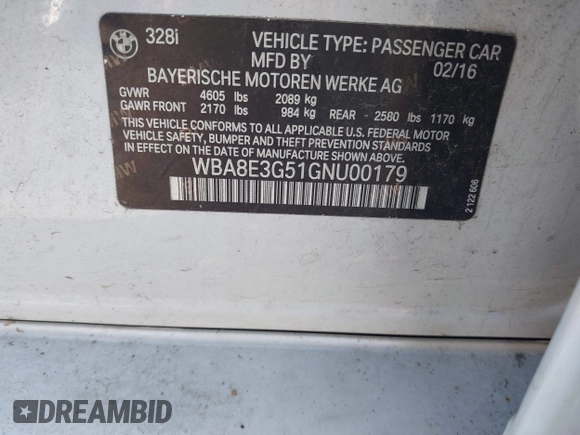 328i VEHICLE TYPE: PASSENGER CAR
MFD BY 02/16
BAYERISCHE MOTOREN WERKE AG
GVWR 4605 lbs 2089 kg
GAWR FRONT 2170 lbs 984 kg REAR - 2580 lbs 1170 kg
THIS VEHICLE CONFORMS TO ALL APPLICABLE U.S. FEDERAL MOTOR
VEHICLE SAFETY, BUMPER AND THEFT PREVENTION STANDARDS
IN EFFECT ON THE DATE OF MANUFACTURE SHOWN ABOVE.
WBA8E3G51GNU00179
2 122 606
DREAMBID